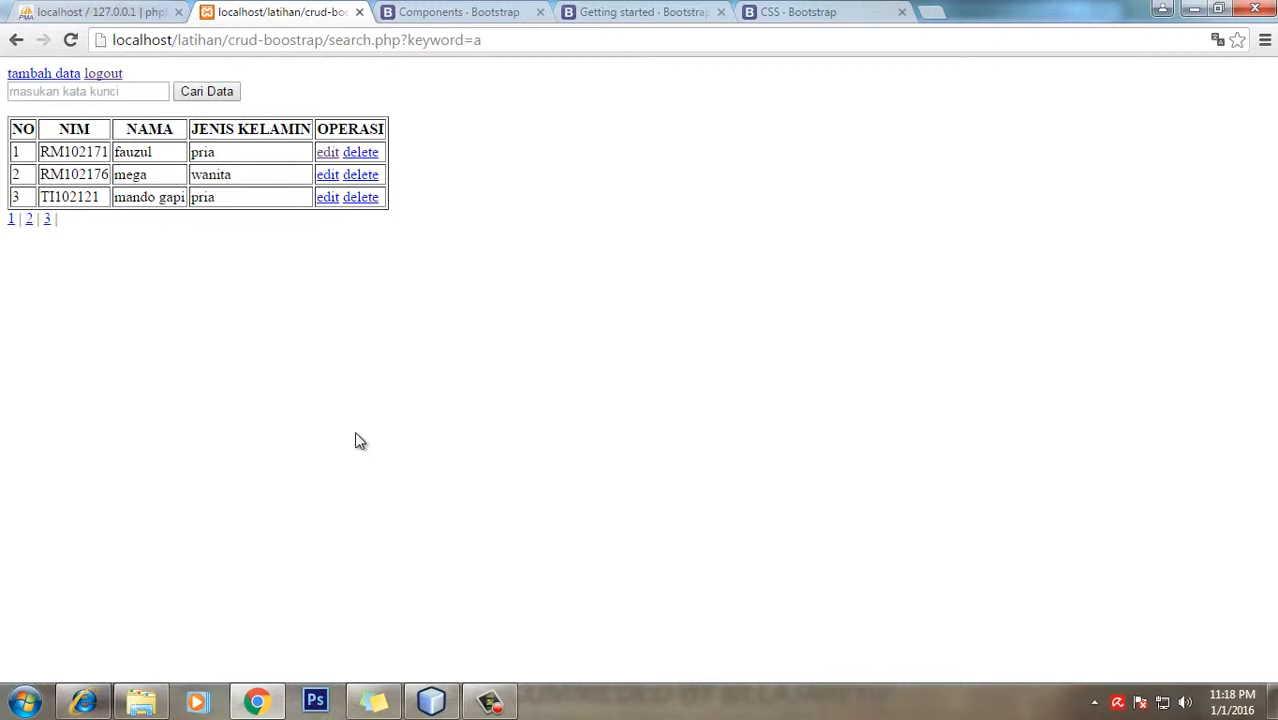 localhost / 127.0.0.1 | php
localhost/latihan/crud-boo
Components · Bootstrap
Getting started · Bootstrap
CSS · Bootstrap
localhost/latihan/crud-boostrap/search.php?keyword=a
tambah data logout
masukan kata kunci Cari Data
NO NIM NAMA JENIS KELAMIN OPERASI
1 RM102171 fauzul pria edit delete
2 RM102176 mega wanita edit delete
3 TI102121 mando gapi pria edit delete
1 | 2 | 3 |
Ps
11:18 PM
1/1/2016